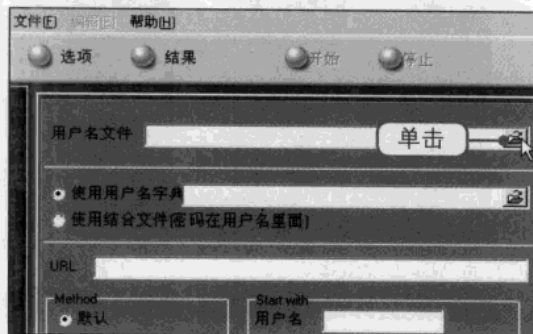 文件(F) 编辑(E) 帮助(H)
选项 结果 开始 停止
用户名文件 单击
使用用户名字典
使用结合文件(密码在用户名里面)
URL
Method Start with
默认 用户名